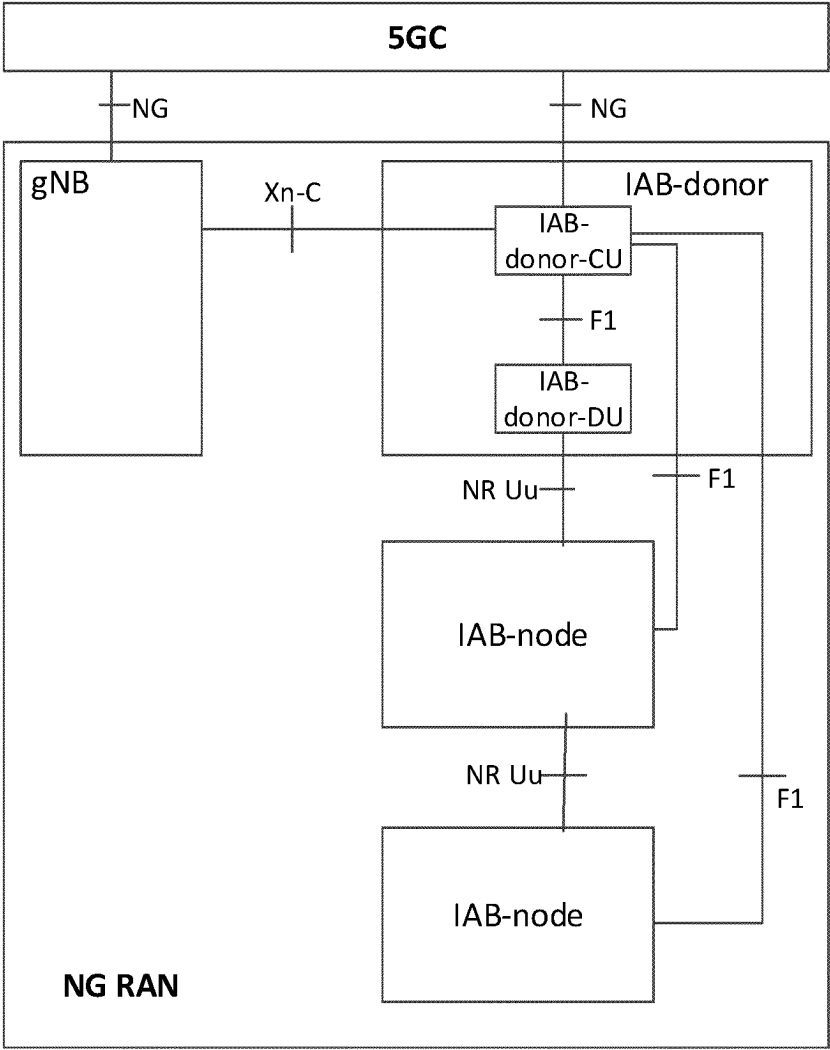 5GC
NG
NG
gNB
IAB-donor
Xn-C
IAB-
donor-CU
F1
IAB-
donor-DU
NR Uu
F1
IAB-node
NR Uu
F1
IAB-node
NG RAN